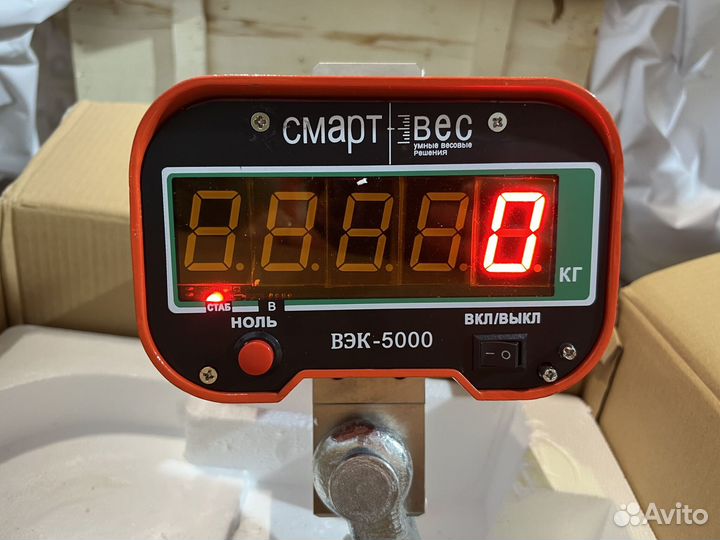 смарт вес
умные весовые
решения
0
кг
СТАБ В
НОЛЬ ВКЛ/ВЫКЛ
ВЭК-5000
Avito